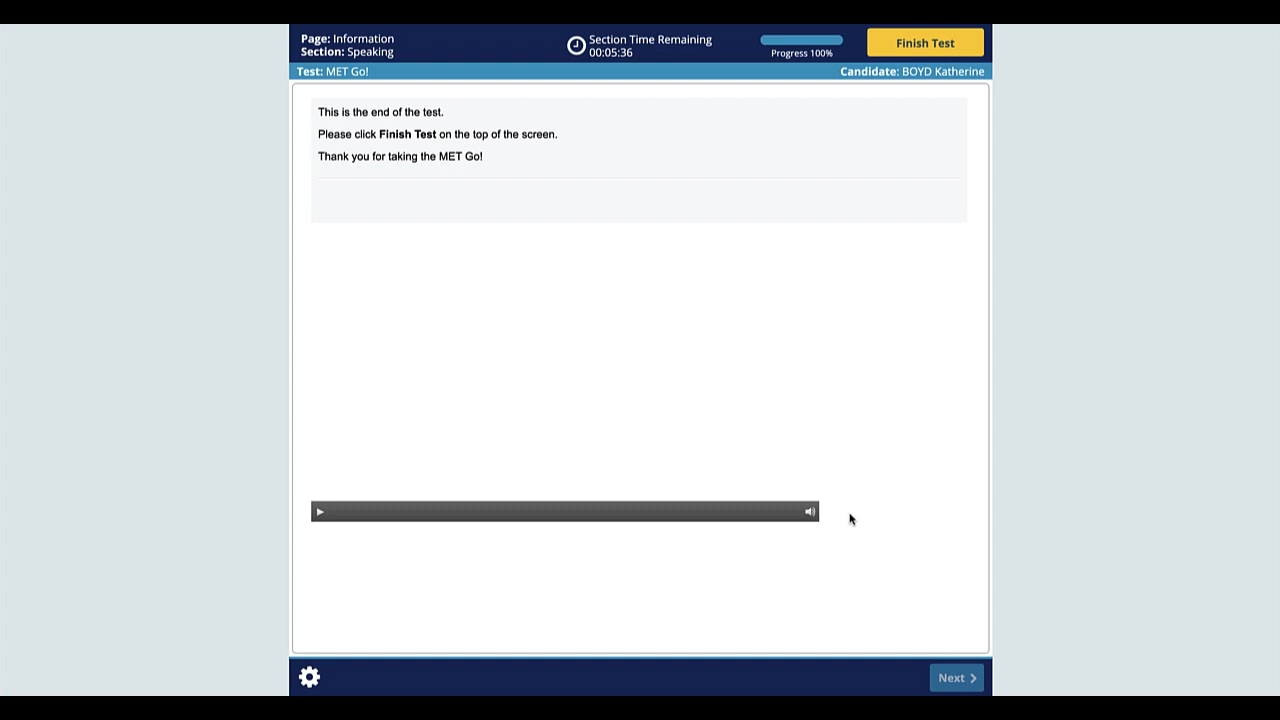 Page: Information
Section: Speaking
Section Time Remaining
00:05:36
Progress 100%
Finish Test
Test: MET Go!
Candidate: BOYD Katherine
This is the end of the test.
Please click Finish Test on the top of the screen.
Thank you for taking the MET Go!
Next